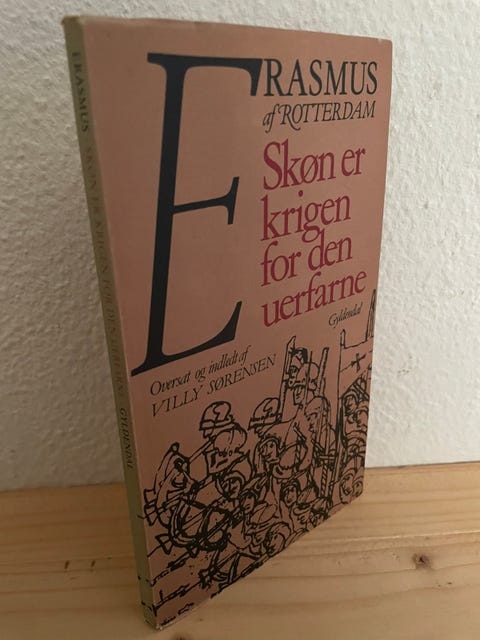 ERASMUS
af ROTTERDAM
Skøn er
krigen
for den
uerfarne
Gyldendal
Oversat og indledt af
VILLY SØRENSEN
ERASMUS SKØN ER KRIGEN FOR DEN UERFARNE GYLDENDAL